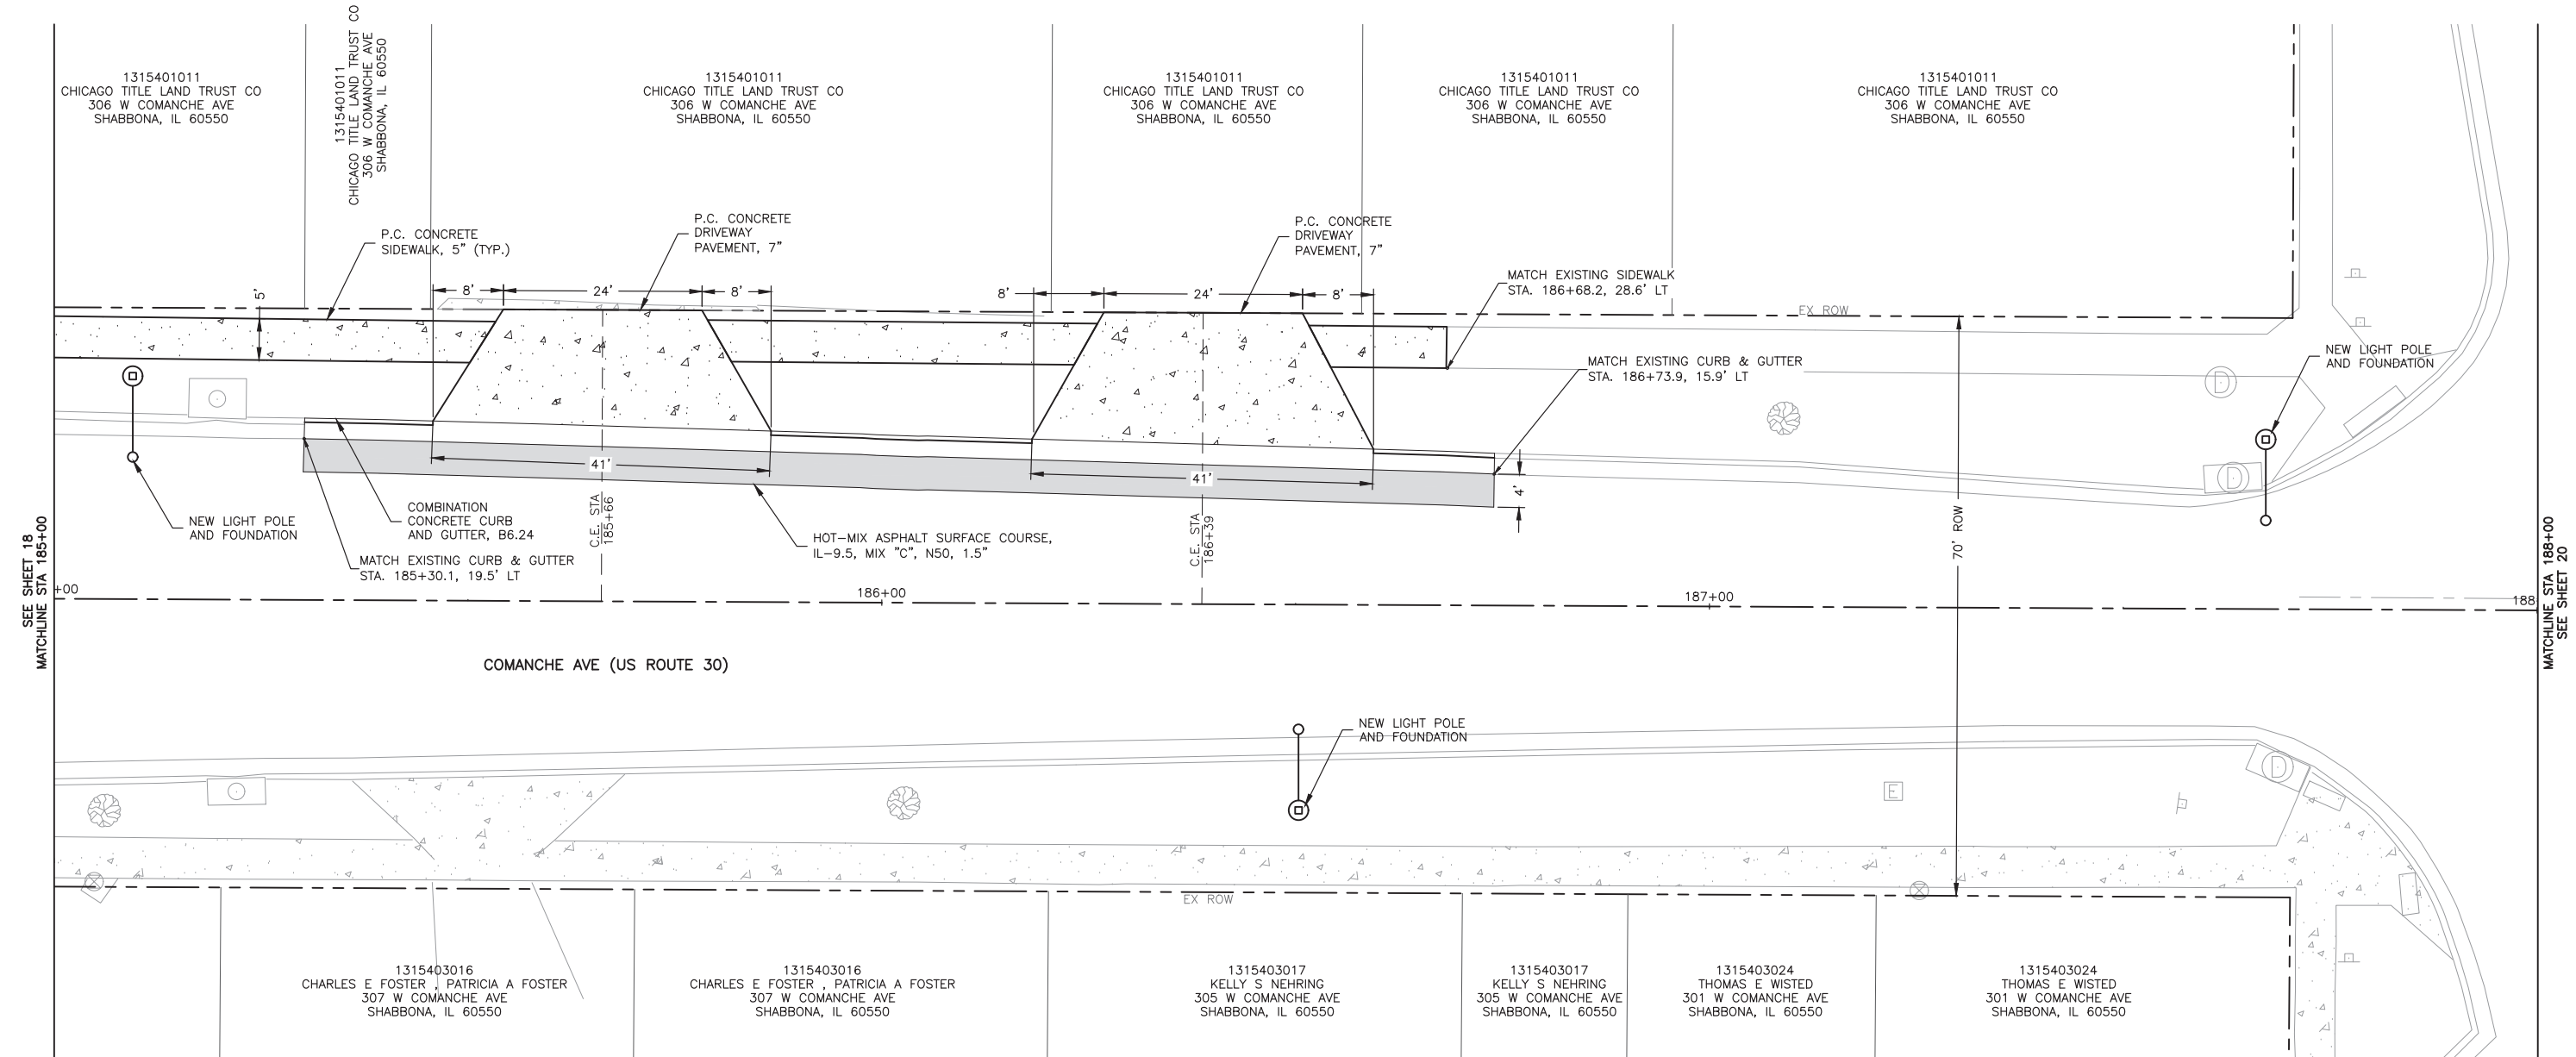 1315401011
CHICAGO TITLE LAND TRUST CO
306 W COMANCHE AVE
SHABBONA, IL 60550
1315401011
CHICAGO TITLE LAND TRUST CO
306 W COMANCHE AVE
SHABBONA, IL 60550
1315401011
CHICAGO TITLE LAND TRUST CO
306 W COMANCHE AVE
SHABBONA, IL 60550
1315401011
CHICAGO TITLE LAND TRUST CO
306 W COMANCHE AVE
SHABBONA, IL 60550
1315401011
CHICAGO TITLE LAND TRUST CO
306 W COMANCHE AVE
SHABBONA, IL 60550
1315401011
CHICAGO TITLE LAND TRUST CO
306 W COMANCHE AVE
SHABBONA, IL 60550
P.C. CONCRETE
SIDEWALK, 5" (TYP.)
P.C. CONCRETE
DRIVEWAY
PAVEMENT, 7"
P.C. CONCRETE
DRIVEWAY
PAVEMENT, 7"
MATCH EXISTING SIDEWALK
STA. 186+68.2, 28.6' LT
5'
8'
24'
8'
8'
24'
8'
EX ROW
MATCH EXISTING CURB & GUTTER
STA. 186+73.9, 15.9' LT
NEW LIGHT POLE
AND FOUNDATION
D
D
41'
41'
4'
NEW LIGHT POLE
AND FOUNDATION
COMBINATION
CONCRETE CURB
AND GUTTER, B6.24
MATCH EXISTING CURB & GUTTER
STA. 185+30.1, 19.5' LT
C.E. STA
185+66
HOT-MIX ASPHALT SURFACE COURSE,
IL-9.5, MIX "C", N50, 1.5"
C.E. STA
186+39
70' ROW
SEE SHEET 18
MATCHLINE STA 185+00
+00
186+00
187+00
188
MATCHLINE STA 188+00
SEE SHEET 20
COMANCHE AVE (US ROUTE 30)
NEW LIGHT POLE
AND FOUNDATION
D
E
EX ROW
1315403016
CHARLES E FOSTER , PATRICIA A FOSTER
307 W COMANCHE AVE
SHABBONA, IL 60550
1315403016
CHARLES E FOSTER , PATRICIA A FOSTER
307 W COMANCHE AVE
SHABBONA, IL 60550
1315403017
KELLY S NEHRING
305 W COMANCHE AVE
SHABBONA, IL 60550
1315403017
KELLY S NEHRING
305 W COMANCHE AVE
SHABBONA, IL 60550
1315403024
THOMAS E WISTED
301 W COMANCHE AVE
SHABBONA, IL 60550
1315403024
THOMAS E WISTED
301 W COMANCHE AVE
SHABBONA, IL 60550